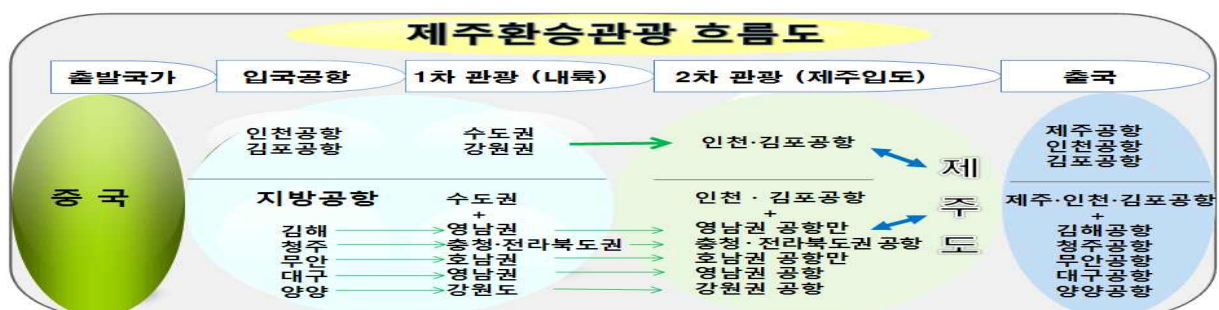 제주환승관광 흐름도
출발국가 입국공항 1차 관광 (내륙) 2차 관광 (제주입도) 출국
중 국
인천공항
김포공항
수도권
강원권
인천·김포공항
제주공항
인천공항
김포공항
지방공항
수도권
+
인천 · 김포공항
+
제주·인천·김포공항
+
김해 영남권 영남권 공항만 김해공항
청주 충청·전라북도권 충청 · 전라북도권 공항 청주공항
무안 호남권 호남권 공항만 무안공항
대구 영남권 영남권 공항 대구공항
양양 강원도 강원권 공항 양양공항
제
주
도